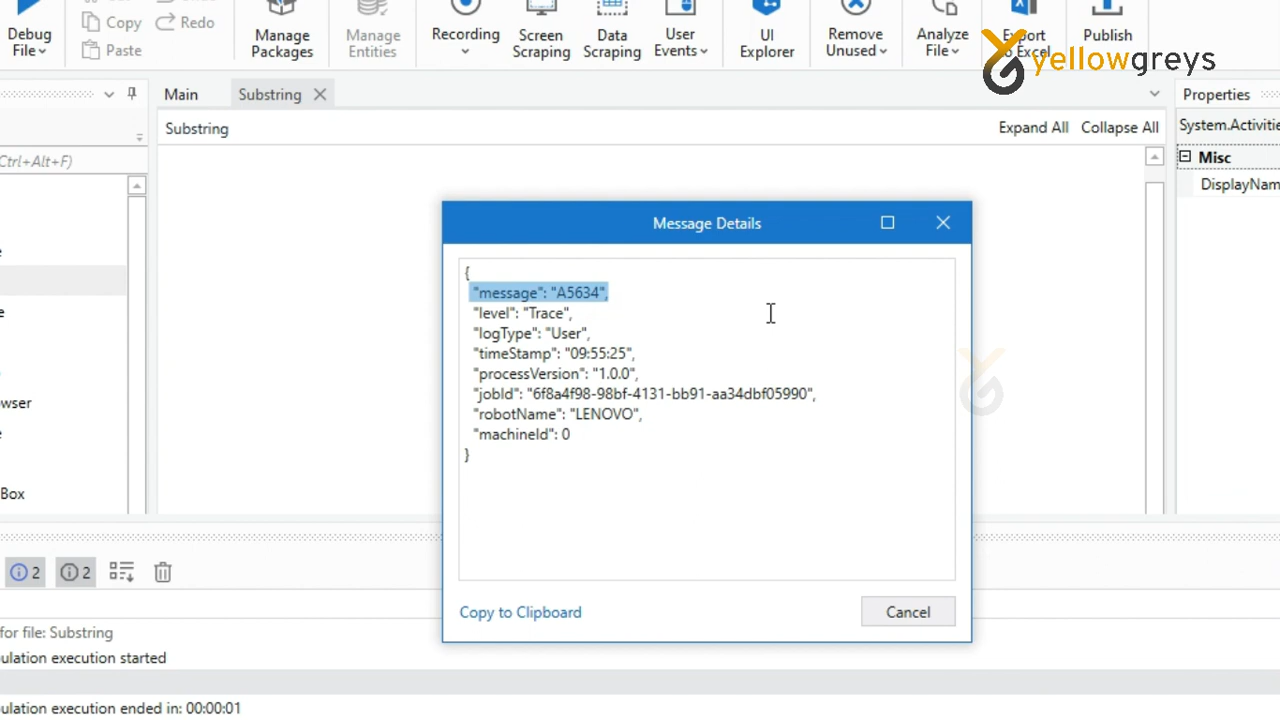 Debug
File
Copy
Redo
Paste
Manage
Packages
Manage
Entities
Recording
Screen
Scraping
Data
Scraping
User
Events
UI
Explorer
Remove
Unused
Analyze
File
Export
to Excel
Publish
yellowgreys
Main
Substring
Properties
Substring
Expand All
Collapse All
System.Activitie
Ctrl+Alt+F)
Misc
DisplayNam
Message Details
{
"message": "A5634",
"level": "Trace",
"logType": "User",
"timeStamp": "09:55:25",
"processVersion": "1.0.0",
"jobId": "6f8a4f98-98bf-4131-bb91-aa34dbf05990",
"robotName": "LENOVO",
"machineId": 0
}
owser
Box
2
2
Copy to Clipboard
Cancel
for file: Substring
ulation execution started
ulation execution ended in: 00:00:01